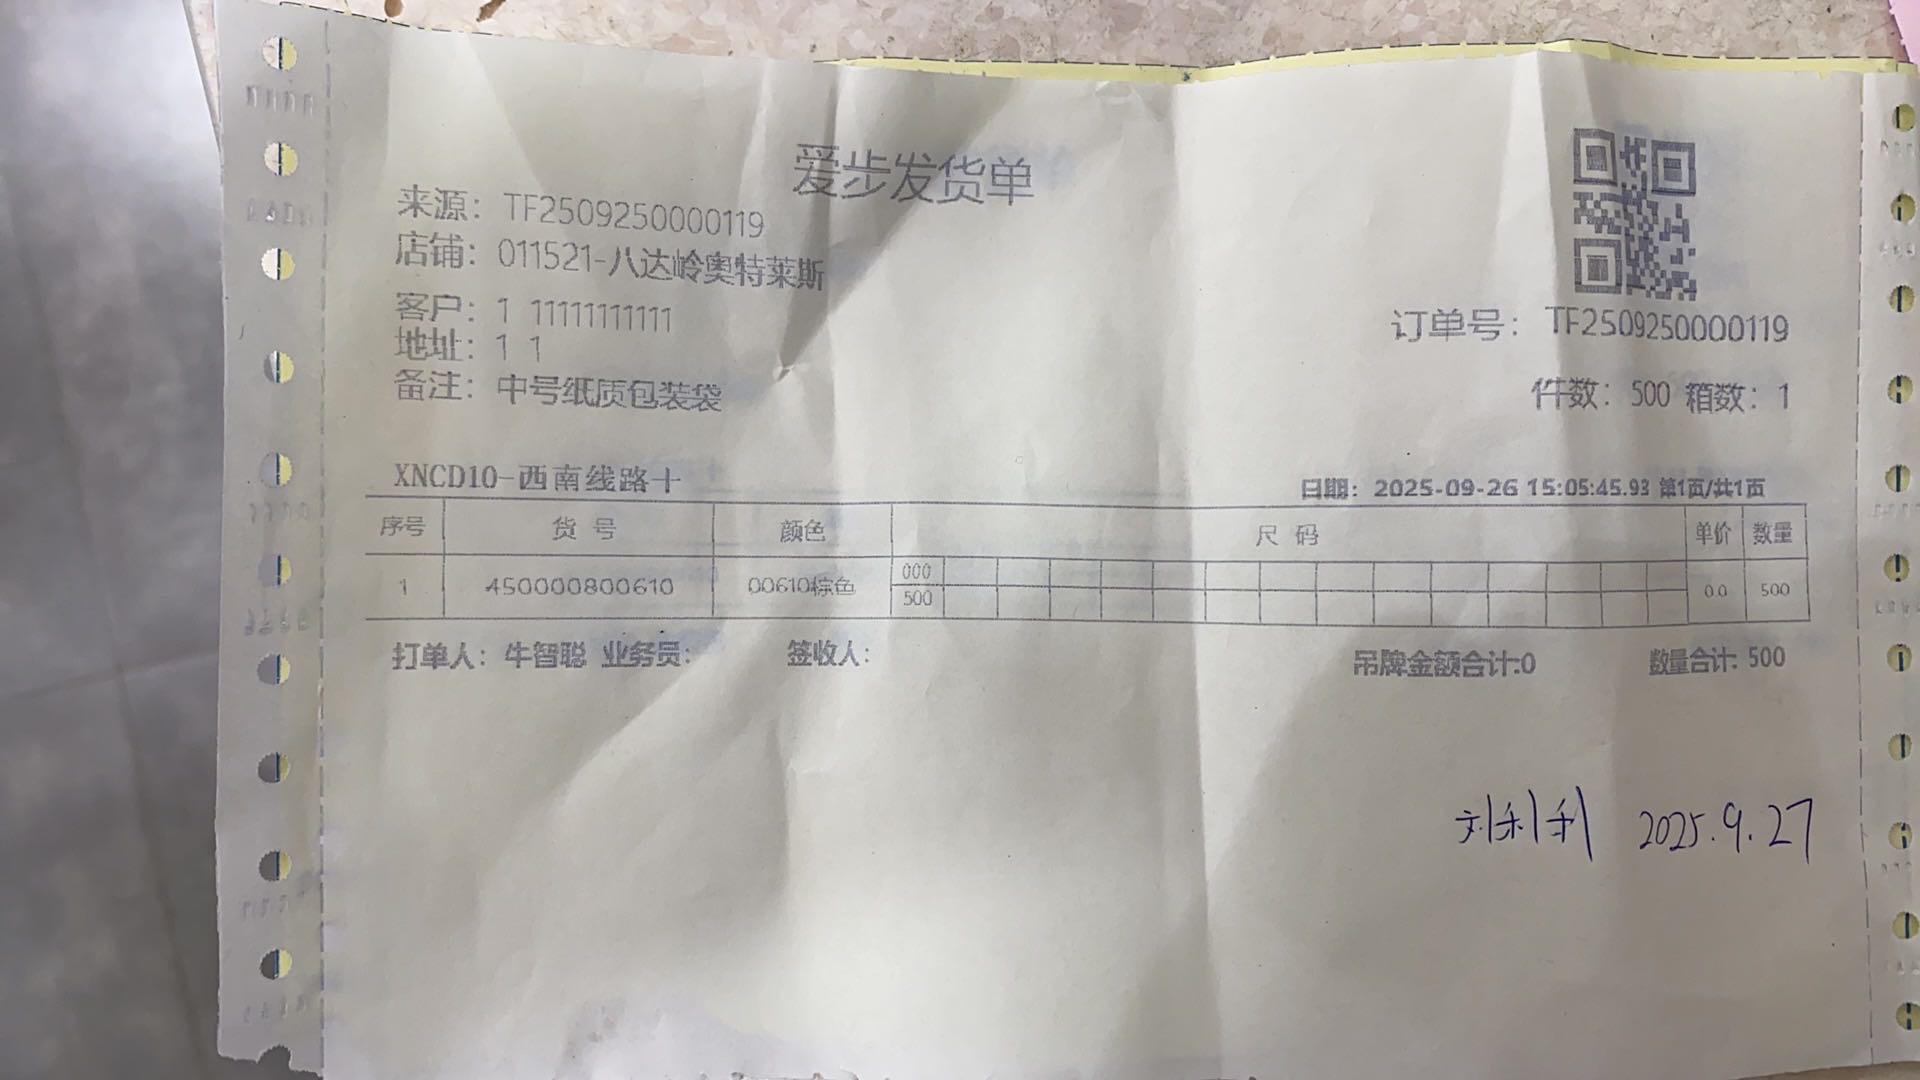 爱步发货单
来源：TF2509250000119
店铺：011521-八达岭奥特莱斯
客户：1 11111111111
地址：1 1
备注：中号纸质包装袋
订单号：TF2509250000119
件数：500 箱数：1
XNCD10-西南线路十
日期：2025-09-26 15:05:45.93 第1页/共1页
序号 货号 颜色 尺码 单价 数量
1 450000800610 00610棕色 000 500 0.0 500
打单人：牛智聪 业务员： 签收人： 吊牌金额合计:0 数量合计: 500
刘利利 2025.9.27